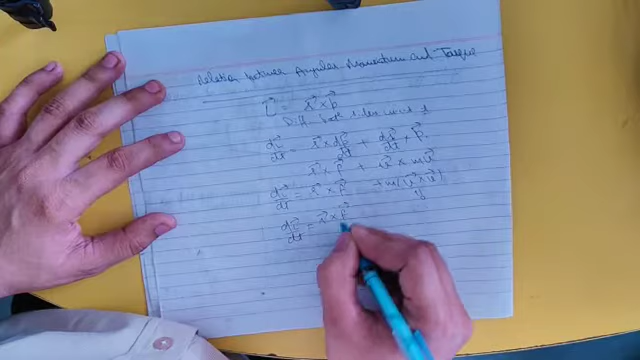 Relation between Angular Momentum and Torque
L⃗ = r⃗ × p⃗
Diff. both sides w.r.t t
dL⃗/dt = r⃗ × dp⃗/dt + dr⃗/dt × p⃗
r⃗ × F⃗ + v⃗ × mv⃗
dL⃗/dt = r⃗ × F⃗ + m(v⃗ × v⃗)
dL⃗/dt = r⃗ × F⃗